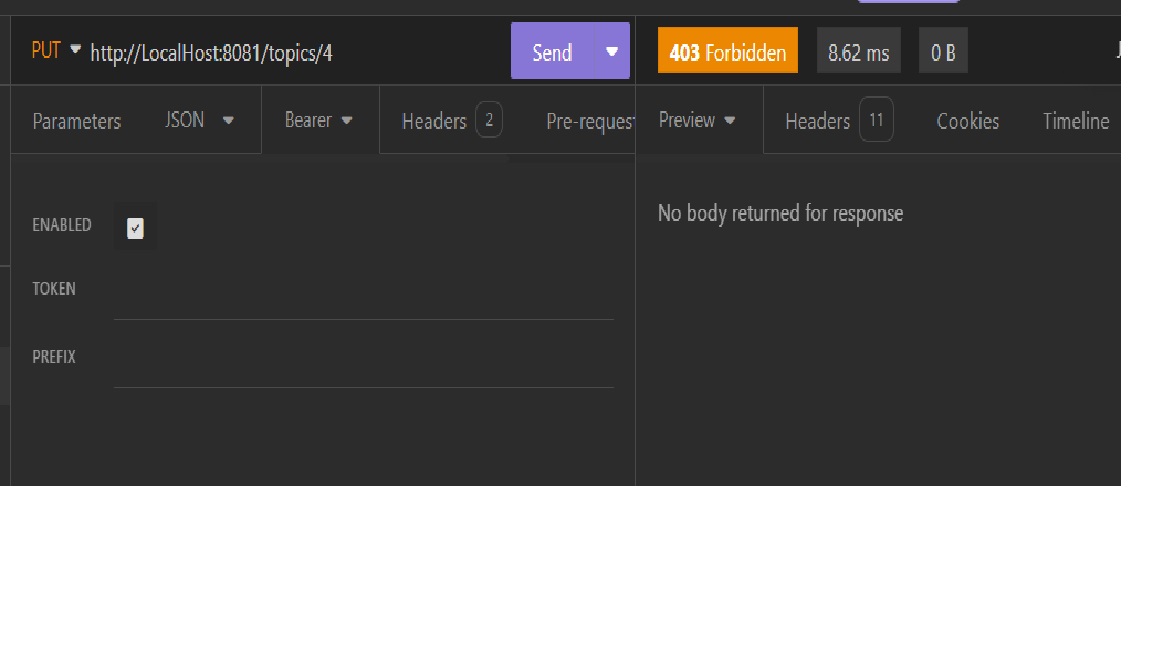 PUT http://LocalHost:8081/topics/4 Send 403 Forbidden 8.62 ms 0 B
Parameters JSON Bearer Headers 2 Pre-request Preview Headers 11 Cookies Timeline
ENABLED
No body returned for response
TOKEN
PREFIX